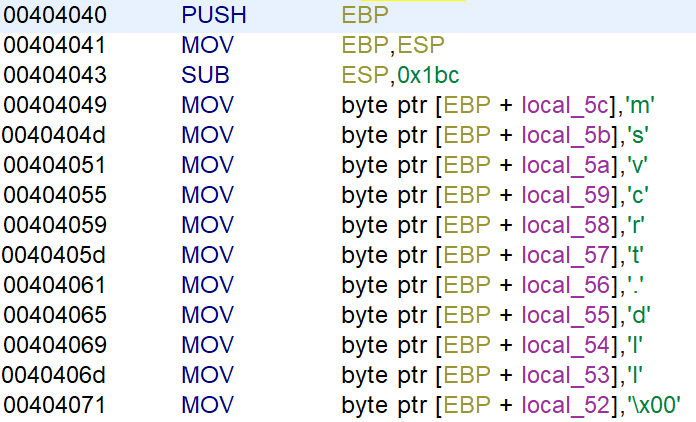 00404040 PUSH EBP
00404041 MOV EBP,ESP
00404043 SUB ESP,0x1bc
00404049 MOV byte ptr [EBP + local_5c],'m'
0040404d MOV byte ptr [EBP + local_5b],'s'
00404051 MOV byte ptr [EBP + local_5a],'v'
00404055 MOV byte ptr [EBP + local_59],'c'
00404059 MOV byte ptr [EBP + local_58],'r'
0040405d MOV byte ptr [EBP + local_57],'t'
00404061 MOV byte ptr [EBP + local_56],'.'
00404065 MOV byte ptr [EBP + local_55],'d'
00404069 MOV byte ptr [EBP + local_54],'l'
0040406d MOV byte ptr [EBP + local_53],'l'
00404071 MOV byte ptr [EBP + local_52],'\x00'